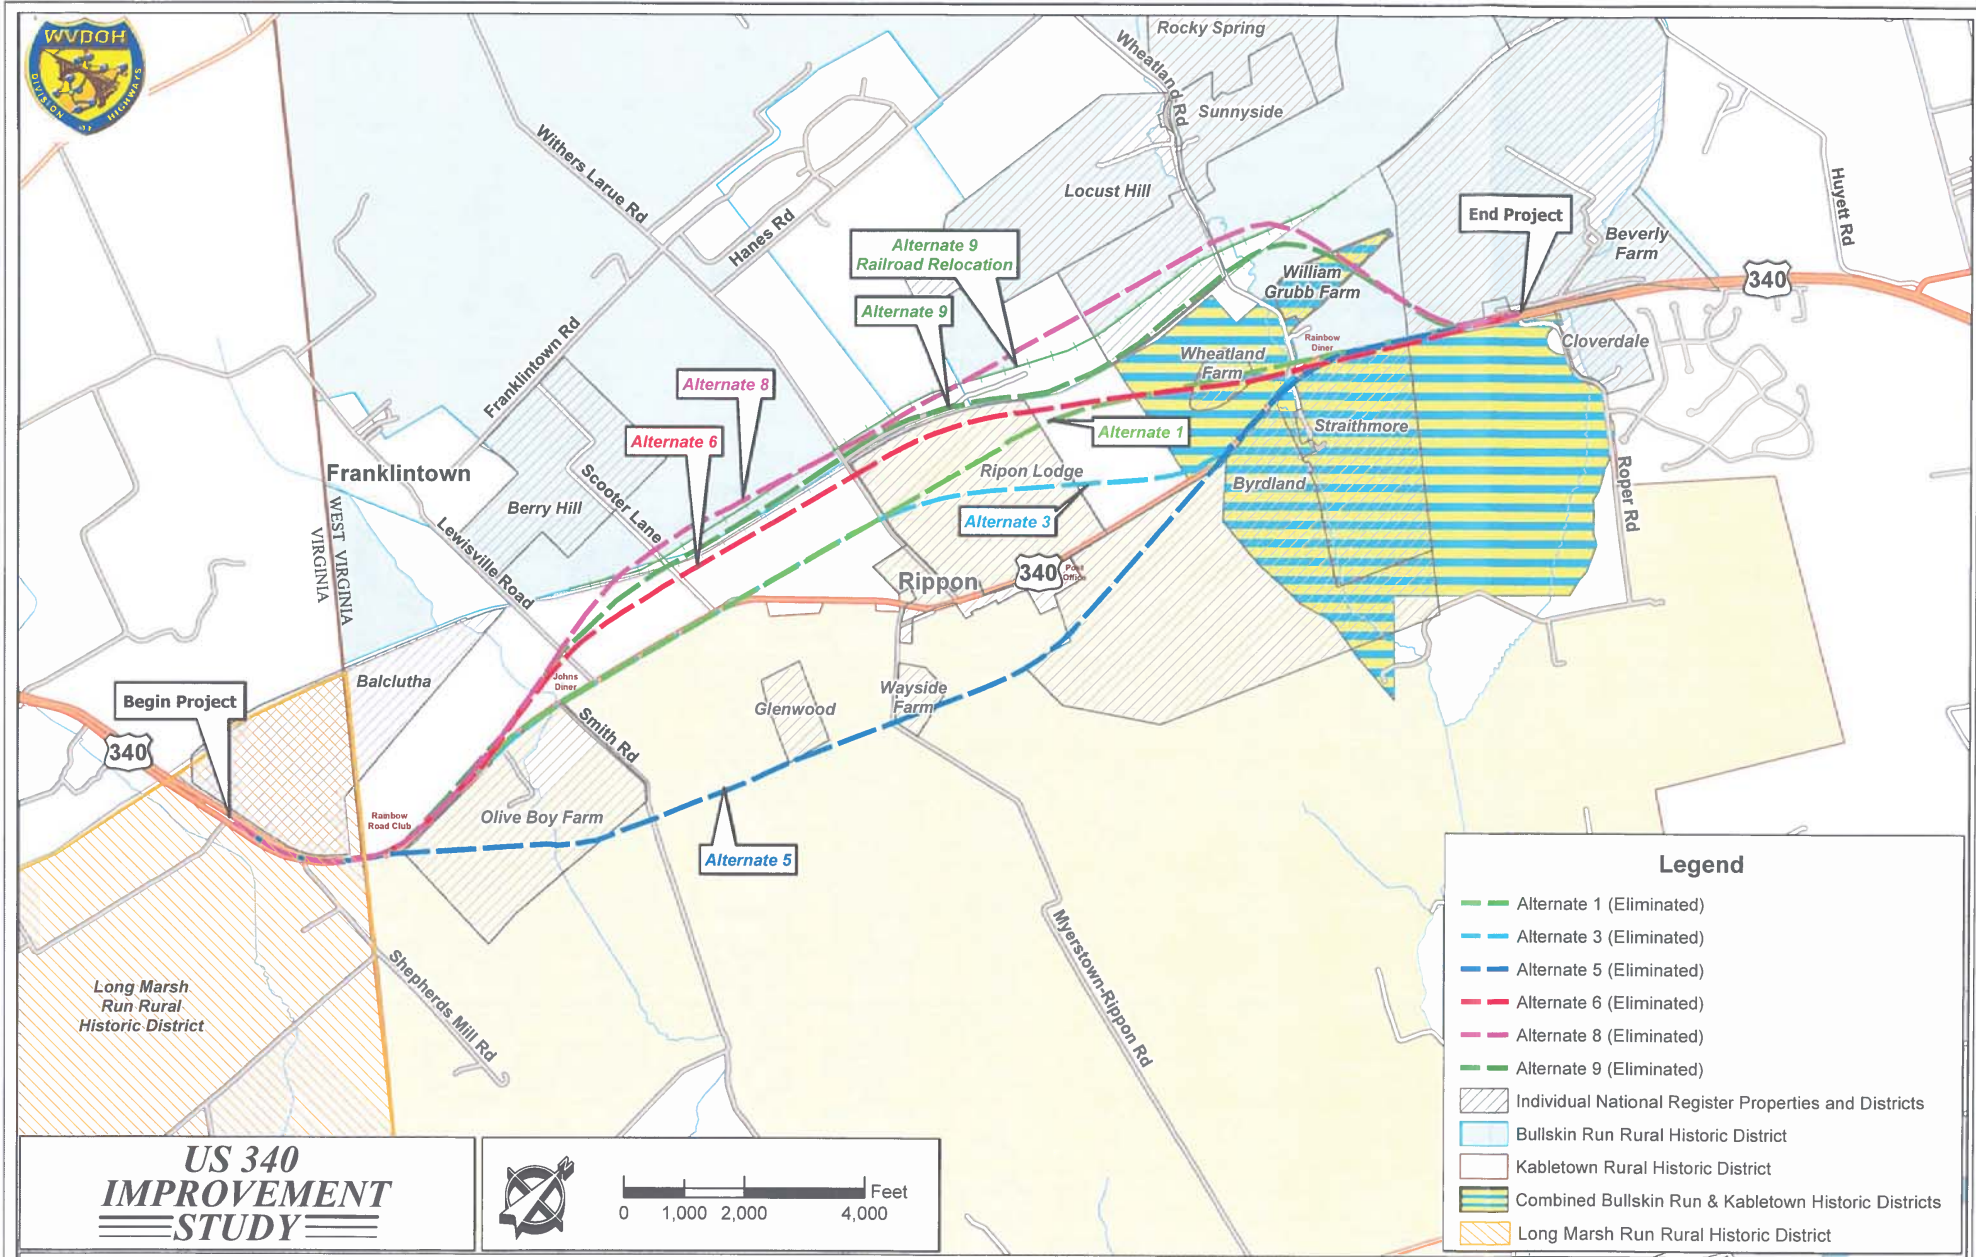 WVDOH
DIVISION OF HIGHWAYS
Rocky Spring
Wheatland Rd
Sunnyside
Withers Larue Rd
Locust Hill
Huyett Rd
Hanes Rd
End Project
Beverly
Farm
Alternate 9
Railroad Relocation
William
Grubb Farm
340
Alternate 9
Franklintown Rd
Rainbow
Diner
Cloverdale
Wheatland
Farm
Alternate 8
Alternate 6
Alternate 1
Straithmore
Franklintown
Ripon Lodge
Byrdland
Roper Rd
Berry Hill
Scooter Lane
Alternate 3
WEST VIRGINIA
VIRGINIA
Lewisville Road
Rippon
340
Post
Office
Balclutha
Johns
Diner
Begin Project
Wayside
Farm
Glenwood
Smith Rd
340
Rainbow
Road Club
Olive Boy Farm
Alternate 5
Myerstown-Rippon Rd
Shepherds Mill Rd
Long Marsh
Run Rural
Historic District
Legend
Alternate 1 (Eliminated)
Alternate 3 (Eliminated)
Alternate 5 (Eliminated)
Alternate 6 (Eliminated)
Alternate 8 (Eliminated)
Alternate 9 (Eliminated)
Individual National Register Properties and Districts
Bullskin Run Rural Historic District
Kabletown Rural Historic District
Combined Bullskin Run & Kabletown Historic Districts
Long Marsh Run Rural Historic District
US 340
IMPROVEMENT
STUDY
N
Feet
0 1,000 2,000 4,000